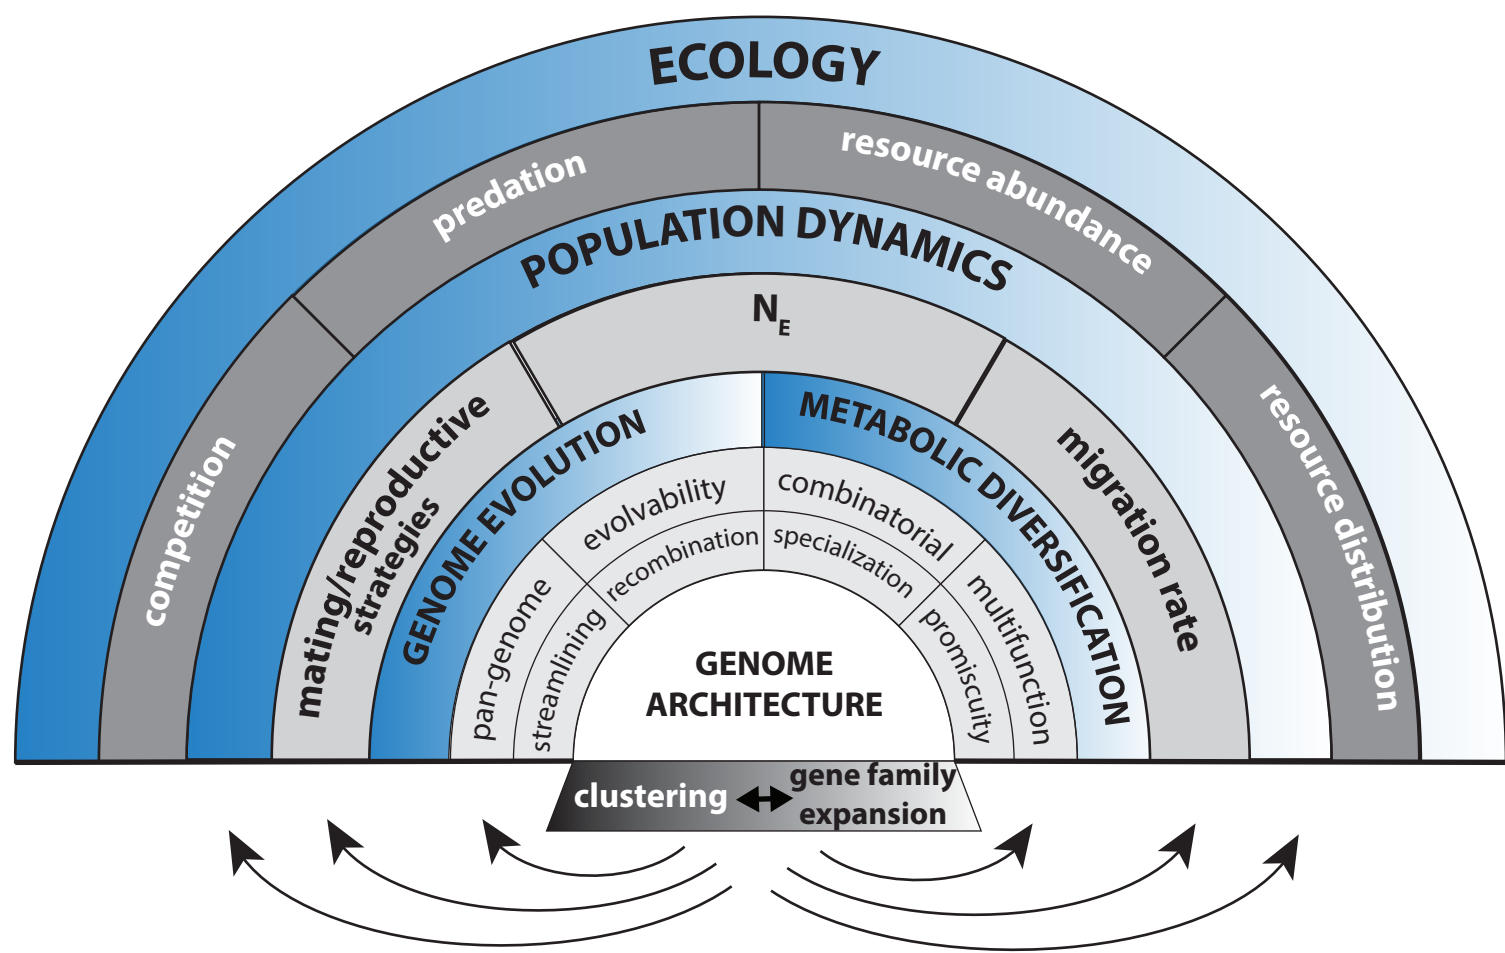 ECOLOGY
competition
predation
resource abundance
resource distribution
POPULATION DYNAMICS
mating/reproductive
strategies
N_E
migration rate
GENOME EVOLUTION
METABOLIC DIVERSIFICATION
pan-genome
evolvability
combinatorial
multifunction
streamlining
recombination
specialization
promiscuity
GENOME
ARCHITECTURE
clustering
gene family
expansion